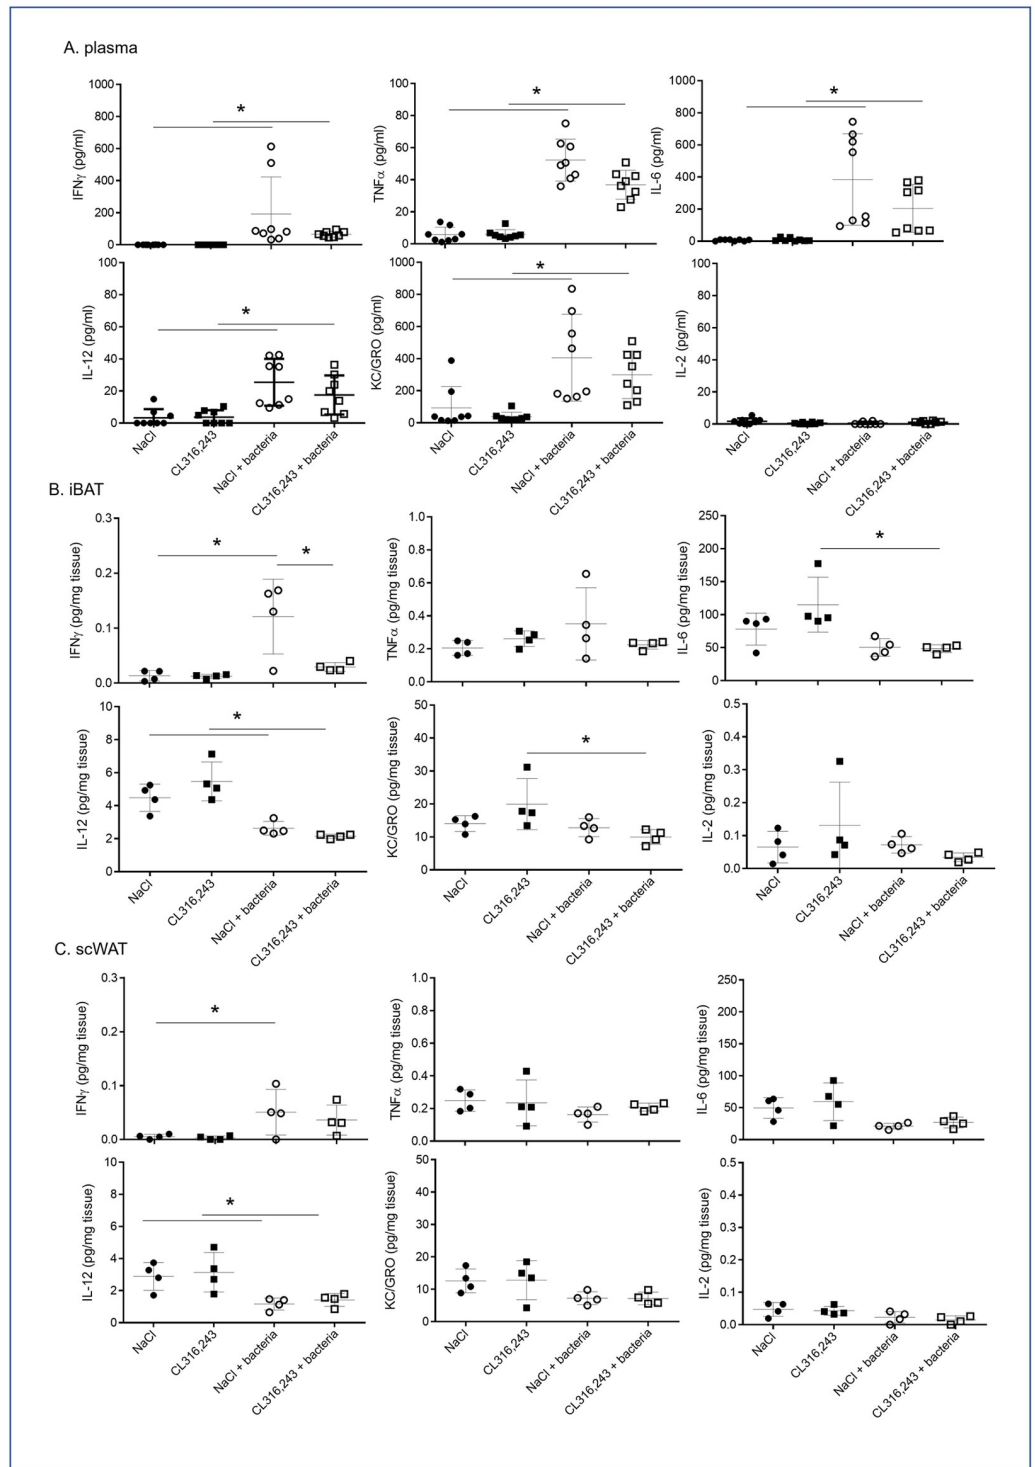 A. plasma
IFNγ (pg/ml)
1000
800
600
400
200
0
*
TNFα (pg/ml)
100
80
60
40
20
0
*
IL-6 (pg/ml)
1000
800
600
400
200
0
*
IL-12 (pg/ml)
100
80
60
40
20
0
*
NaCl
CL316,243
NaCl + bacteria
CL316,243 + bacteria
KC/GRO (pg/ml)
1000
800
600
400
200
0
*
NaCl
CL316,243
NaCl + bacteria
CL316,243 + bacteria
IL-2 (pg/ml)
100
80
60
40
20
0
NaCl
CL316,243
NaCl + bacteria
CL316,243 + bacteria
B. iBAT
IFNγ (pg/mg tissue)
0.3
0.2
0.1
0.0
*
*
TNFα (pg/mg tissue)
1.0
0.8
0.6
0.4
0.2
0.0
IL-6 (pg/mg tissue)
250
200
150
100
50
0
*
IL-12 (pg/mg tissue)
10
8
6
4
2
0
*
NaCl
CL316,243
NaCl + bacteria
CL316,243 + bacteria
KC/GRO (pg/mg tissue)
50
40
30
20
10
0
*
NaCl
CL316,243
NaCl + bacteria
CL316,243 + bacteria
IL-2 (pg/mg tissue)
0.5
0.4
0.3
0.2
0.1
0.0
NaCl
CL316,243
NaCl + bacteria
CL316,243 + bacteria
C. scWAT
IFNγ (pg/mg tissue)
0.3
0.2
0.1
0.0
*
TNFα (pg/mg tissue)
1.0
0.8
0.6
0.4
0.2
0.0
IL-6 (pg/mg tissue)
250
200
150
100
50
0
IL-12 (pg/mg tissue)
10
8
6
4
2
0
*
NaCl
CL316,243
NaCl + bacteria
CL316,243 + bacteria
KC/GRO (pg/mg tissue)
50
40
30
20
10
0
NaCl
CL316,243
NaCl + bacteria
CL316,243 + bacteria
IL-2 (pg/mg tissue)
0.5
0.4
0.3
0.2
0.1
0.0
NaCl
CL316,243
NaCl + bacteria
CL316,243 + bacteria